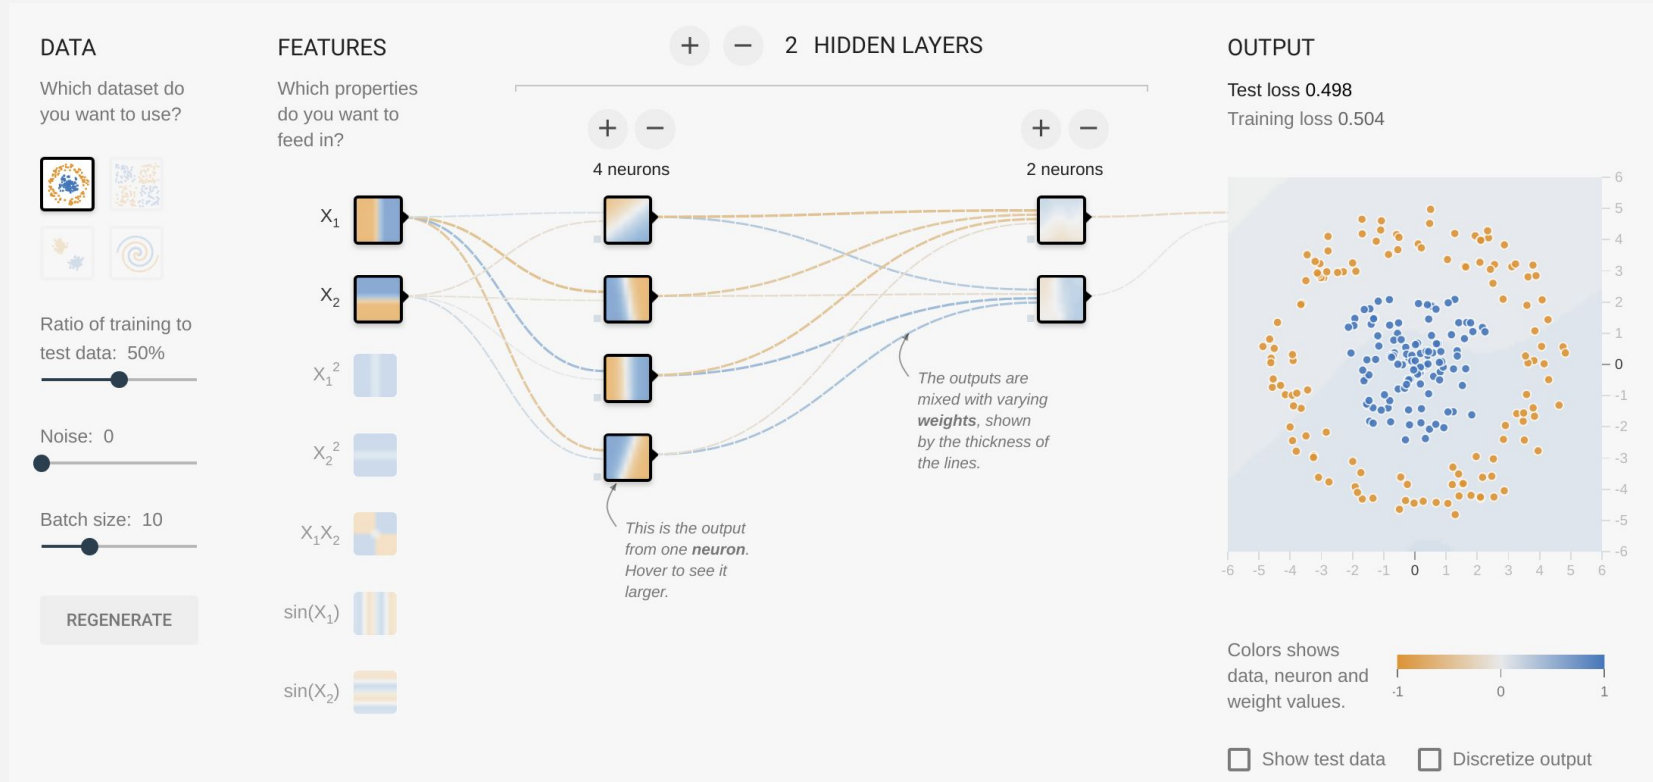 DATA
Which dataset do
you want to use?
Ratio of training to
test data: 50%
Noise: 0
Batch size: 10
REGENERATE
FEATURES
Which properties
do you want to
feed in?
X1
X2
X1²
X2²
X1X2
sin(X1)
sin(X2)
+ − 2 HIDDEN LAYERS
+ −
4 neurons
+ −
2 neurons
The outputs are
mixed with varying
weights, shown
by the thickness of
the lines.
This is the output
from one neuron.
Hover to see it
larger.
OUTPUT
Test loss 0.498
Training loss 0.504
6
5
4
3
2
1
0
-1
-2
-3
-4
-5
-6
-6 -5 -4 -3 -2 -1 0 1 2 3 4 5 6
Colors shows
data, neuron and
weight values.
-1 0 1
Show test data
Discretize output